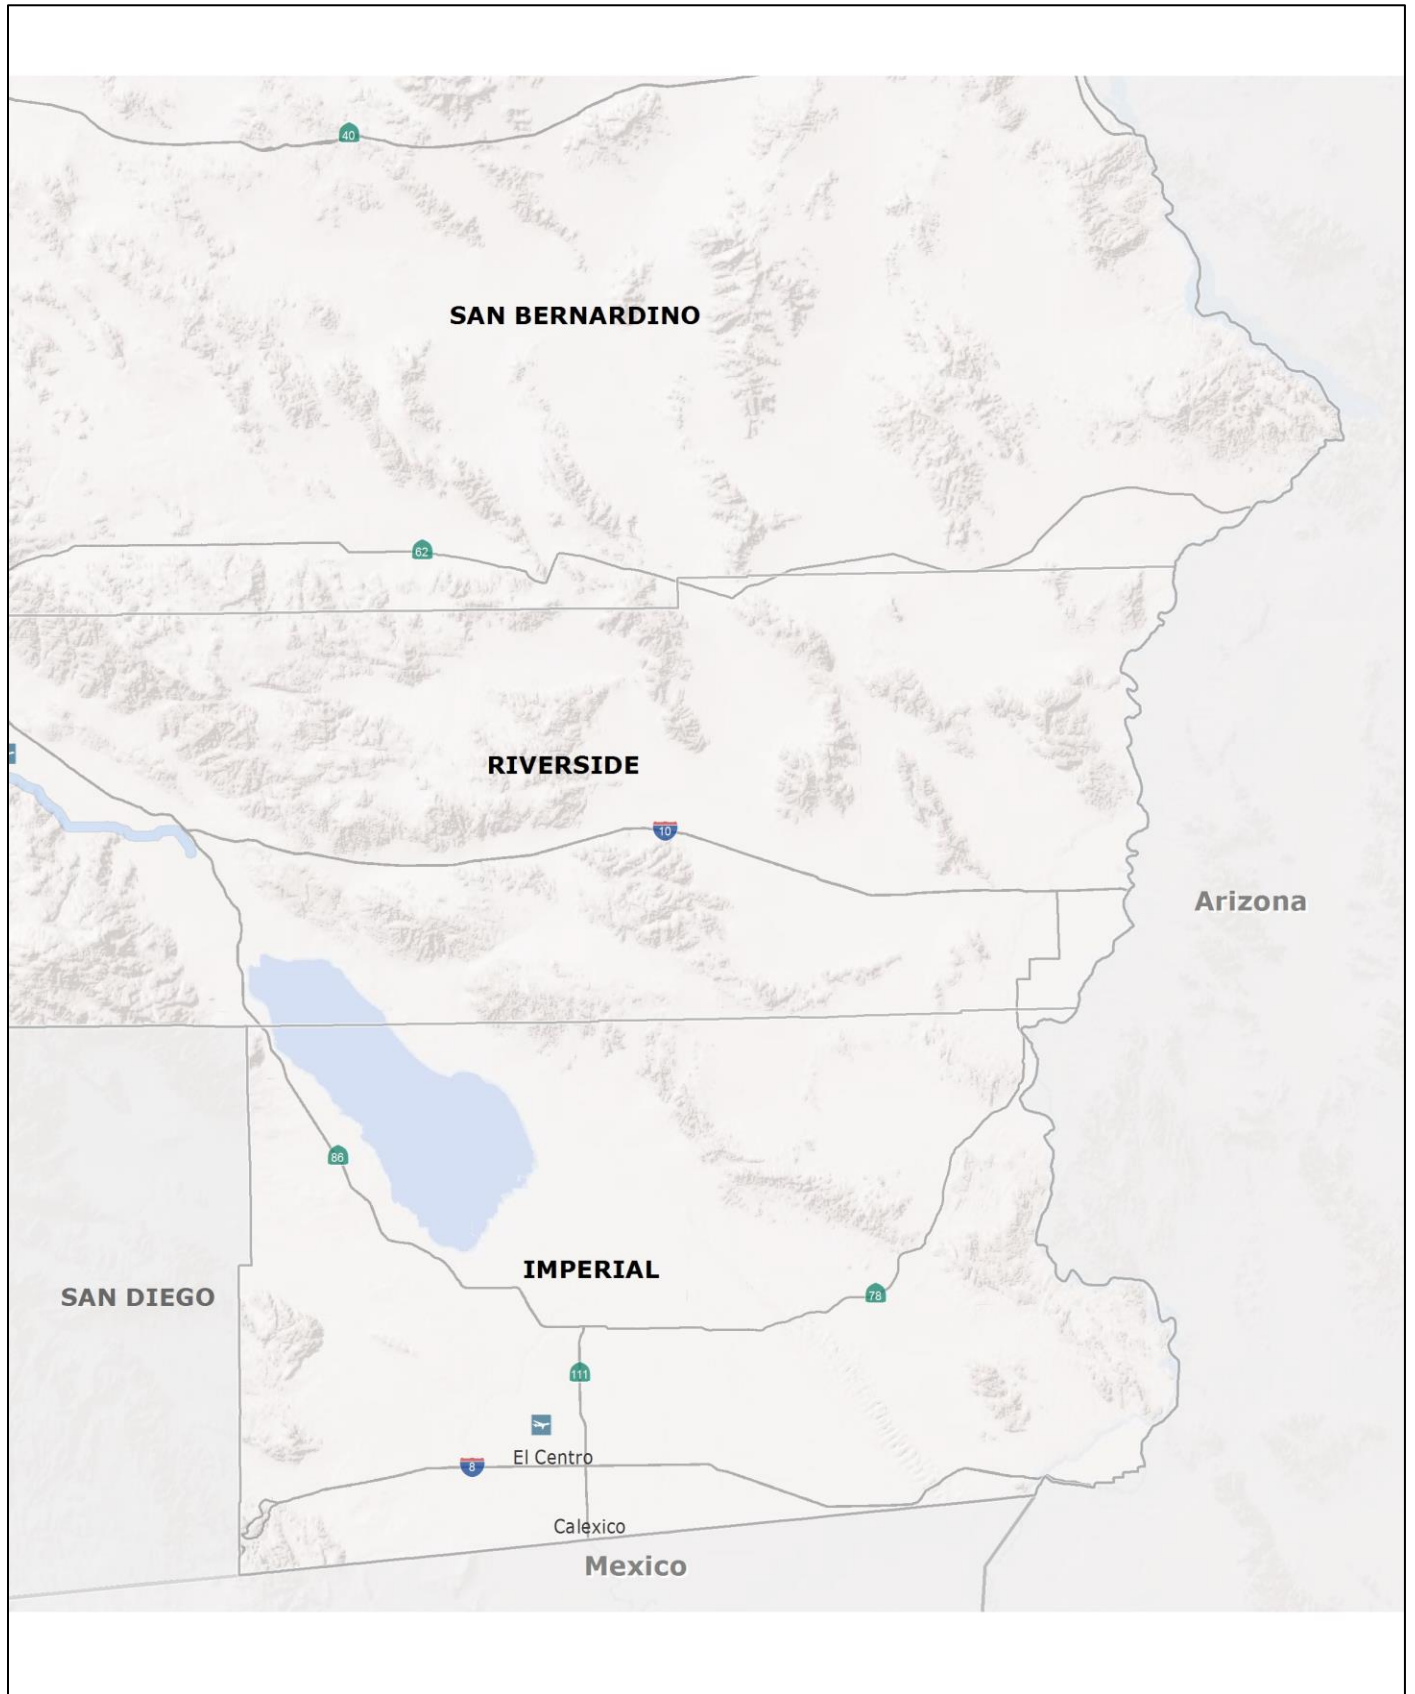 40
SAN BERNARDINO
62
RIVERSIDE
10
Arizona
86
IMPERIAL
78
SAN DIEGO
111
El Centro
8
Calexico
Mexico